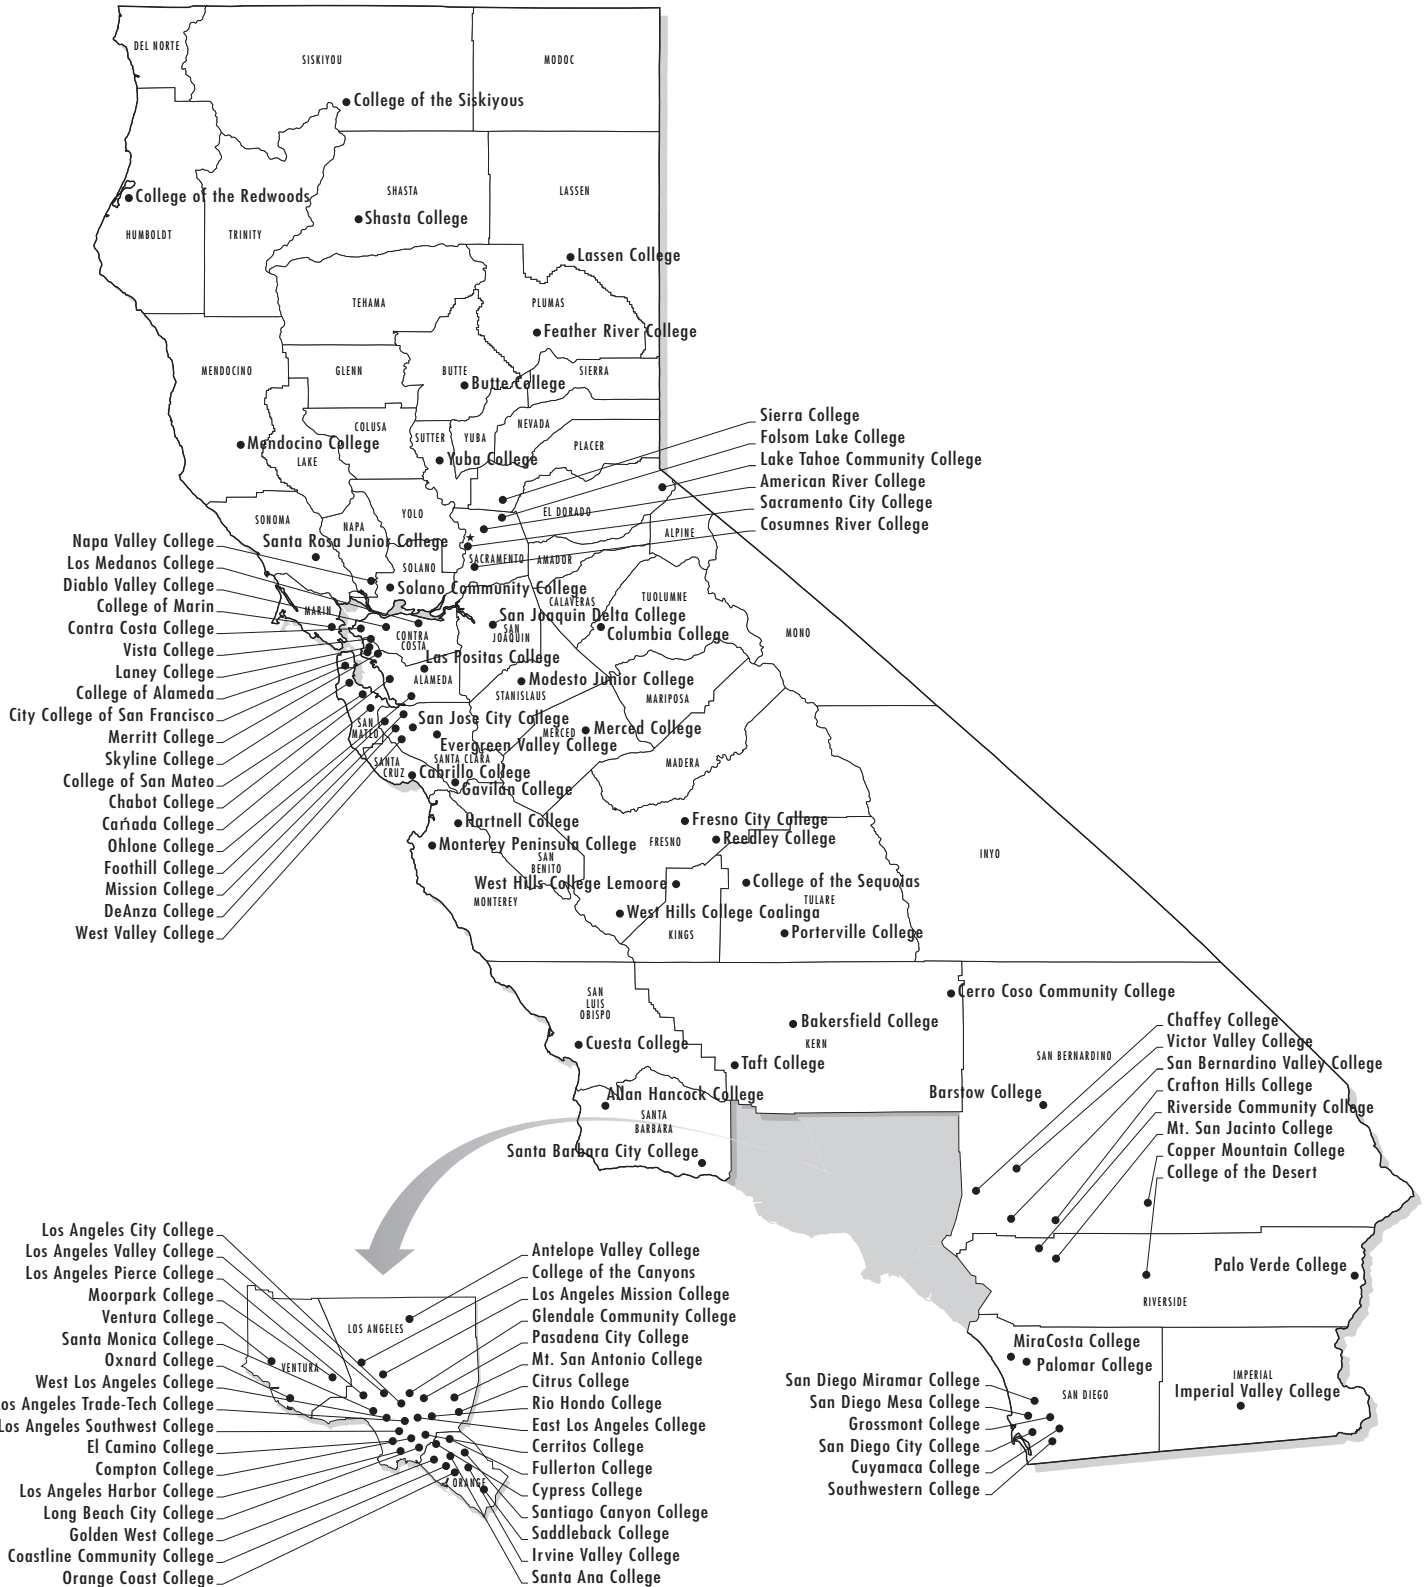 DEL NORTE
SISKIYOU
MODOC
College of the Siskiyous
College of the Redwoods
SHASTA
LASSEN
Shasta College
HUMBOLDT
TRINITY
Lassen College
TEHAMA
PLUMAS
Feather River College
MENDOCINO
GLENN
BUTTE
SIERRA
Butte College
COLUSA
SUTTER
YUBA
NEVADA
PLACER
Mendocino College
LAKE
Yuba College
Sierra College
Folsom Lake College
Lake Tahoe Community College
American River College
Sacramento City College
Cosumnes River College
SONOMA
NAPA
YOLO
EL DORADO
ALPINE
Santa Rosa Junior College
SOLANO
SACRAMENTO
AMADOR
Solano Community College
CALAVERAS
TUOLUMNE
MARIN
San Joaquin Delta College
SAN
JOAQUIN
Columbia College
MONO
CONTRA
COSTA
Las Positas College
ALAMEDA
Modesto Junior College
STANISLAUS
MARIPOSA
San Jose City College
SAN
MATEO
MERCED
Merced College
Evergreen Valley College
SANTA CLARA
SANTA
CRUZ
MADERA
Cabrillo College
Gavilan College
Napa Valley College
Los Medanos College
Diablo Valley College
College of Marin
Contra Costa College
Vista College
Laney College
College of Alameda
City College of San Francisco
Merritt College
Skyline College
College of San Mateo
Chabot College
Cańada College
Ohlone College
Foothill College
Mission College
DeAnza College
West Valley College
Hartnell College
Fresno City College
Monterey Peninsula College
FRESNO
Reedley College
INYO
SAN
BENITO
West Hills College Lemoore
College of the Sequoias
TULARE
MONTEREY
West Hills College Coalinga
KINGS
Porterville College
SAN
LUIS
OBISPO
Cerro Coso Community College
Bakersfield College
KERN
Cuesta College
Taft College
SAN BERNARDINO
Barstow College
Allan Hancock College
SANTA
BARBARA
Santa Barbara City College
Chaffey College
Victor Valley College
San Bernardino Valley College
Crafton Hills College
Riverside Community College
Mt. San Jacinto College
Copper Mountain College
College of the Desert
Palo Verde College
RIVERSIDE
MiraCosta College
Palomar College
SAN DIEGO
IMPERIAL
Imperial Valley College
San Diego Miramar College
San Diego Mesa College
Grossmont College
San Diego City College
Cuyamaca College
Southwestern College
Los Angeles City College
Los Angeles Valley College
Los Angeles Pierce College
Moorpark College
Ventura College
Santa Monica College
Oxnard College
West Los Angeles College
Los Angeles Trade-Tech College
Los Angeles Southwest College
El Camino College
Compton College
Los Angeles Harbor College
Long Beach City College
Golden West College
Coastline Community College
Orange Coast College
LOS ANGELES
VENTURA
ORANGE
Antelope Valley College
College of the Canyons
Los Angeles Mission College
Glendale Community College
Pasadena City College
Mt. San Antonio College
Citrus College
Rio Hondo College
East Los Angeles College
Cerritos College
Fullerton College
Cypress College
Santiago Canyon College
Saddleback College
Irvine Valley College
Santa Ana College